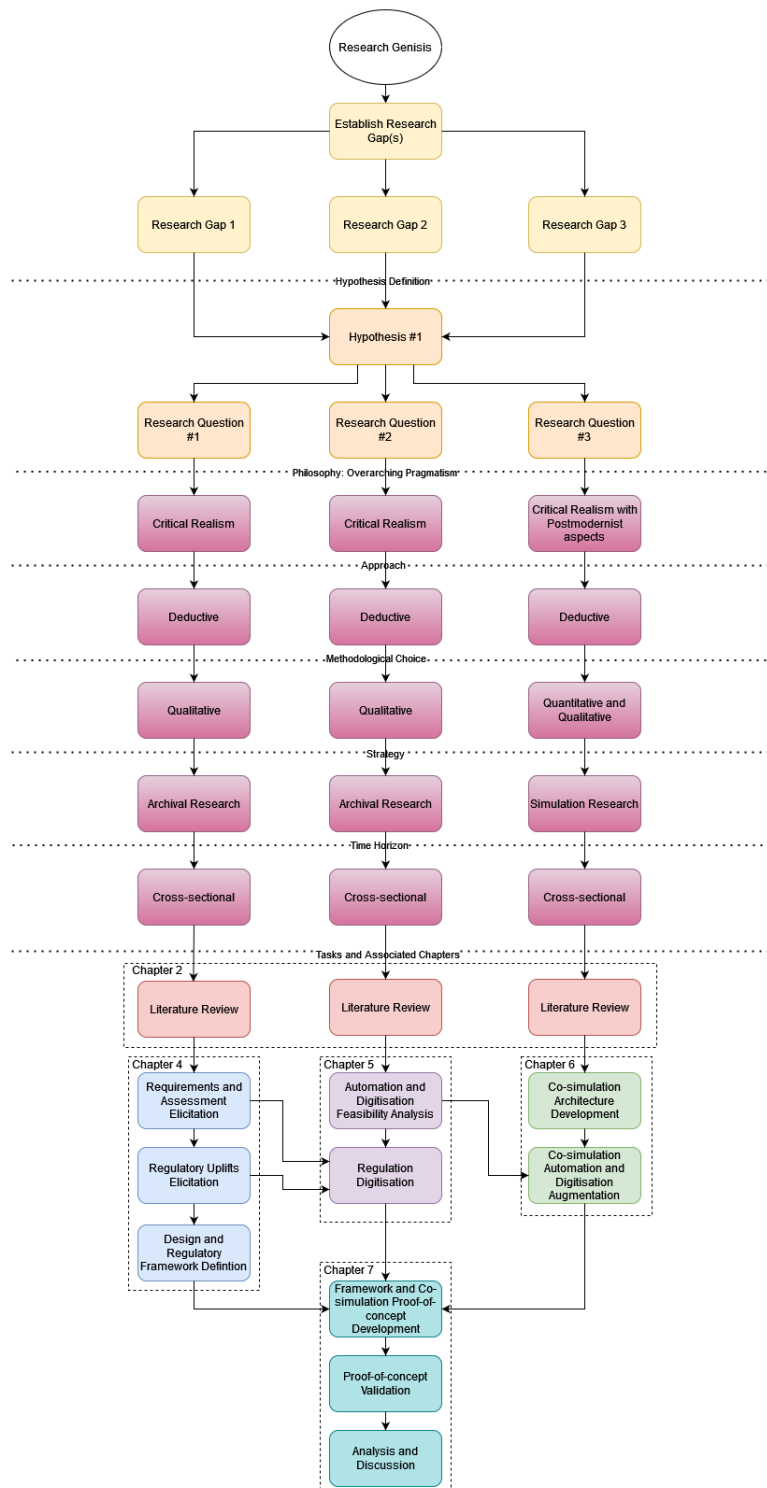 Research Genisis
Establish Research
Gap(s)
Research Gap 1
Research Gap 2
Research Gap 3
Hypothesis Definition
Hypothesis #1
Research Question
#1
Research Question
#2
Research Question
#3
Philosophy: Overarching Pragmatism
Critical Realism
Critical Realism
Critical Realism with
Postmodernist
aspects
Approach
Deductive
Deductive
Deductive
Methodological Choice
Qualitative
Qualitative
Quantitative and
Qualitative
Strategy
Archival Research
Archival Research
Simulation Research
Time Horizon
Cross-sectional
Cross-sectional
Cross-sectional
Tasks and Associated Chapters
Chapter 2
Literature Review
Literature Review
Literature Review
Chapter 4
Requirements and
Assessment
Elicitation
Regulatory Uplifts
Elicitation
Design and
Regulatory
Framework Defintion
Chapter 5
Automation and
Digitisation
Feasibility Analysis
Regulation
Digitisation
Chapter 6
Co-simulation
Architecture
Development
Co-simulation
Automation and
Digitisation
Augmentation
Chapter 7
Framework and Co-
simulation Proof-of-
concept
Development
Proof-of-concept
Validation
Analysis and
Discussion